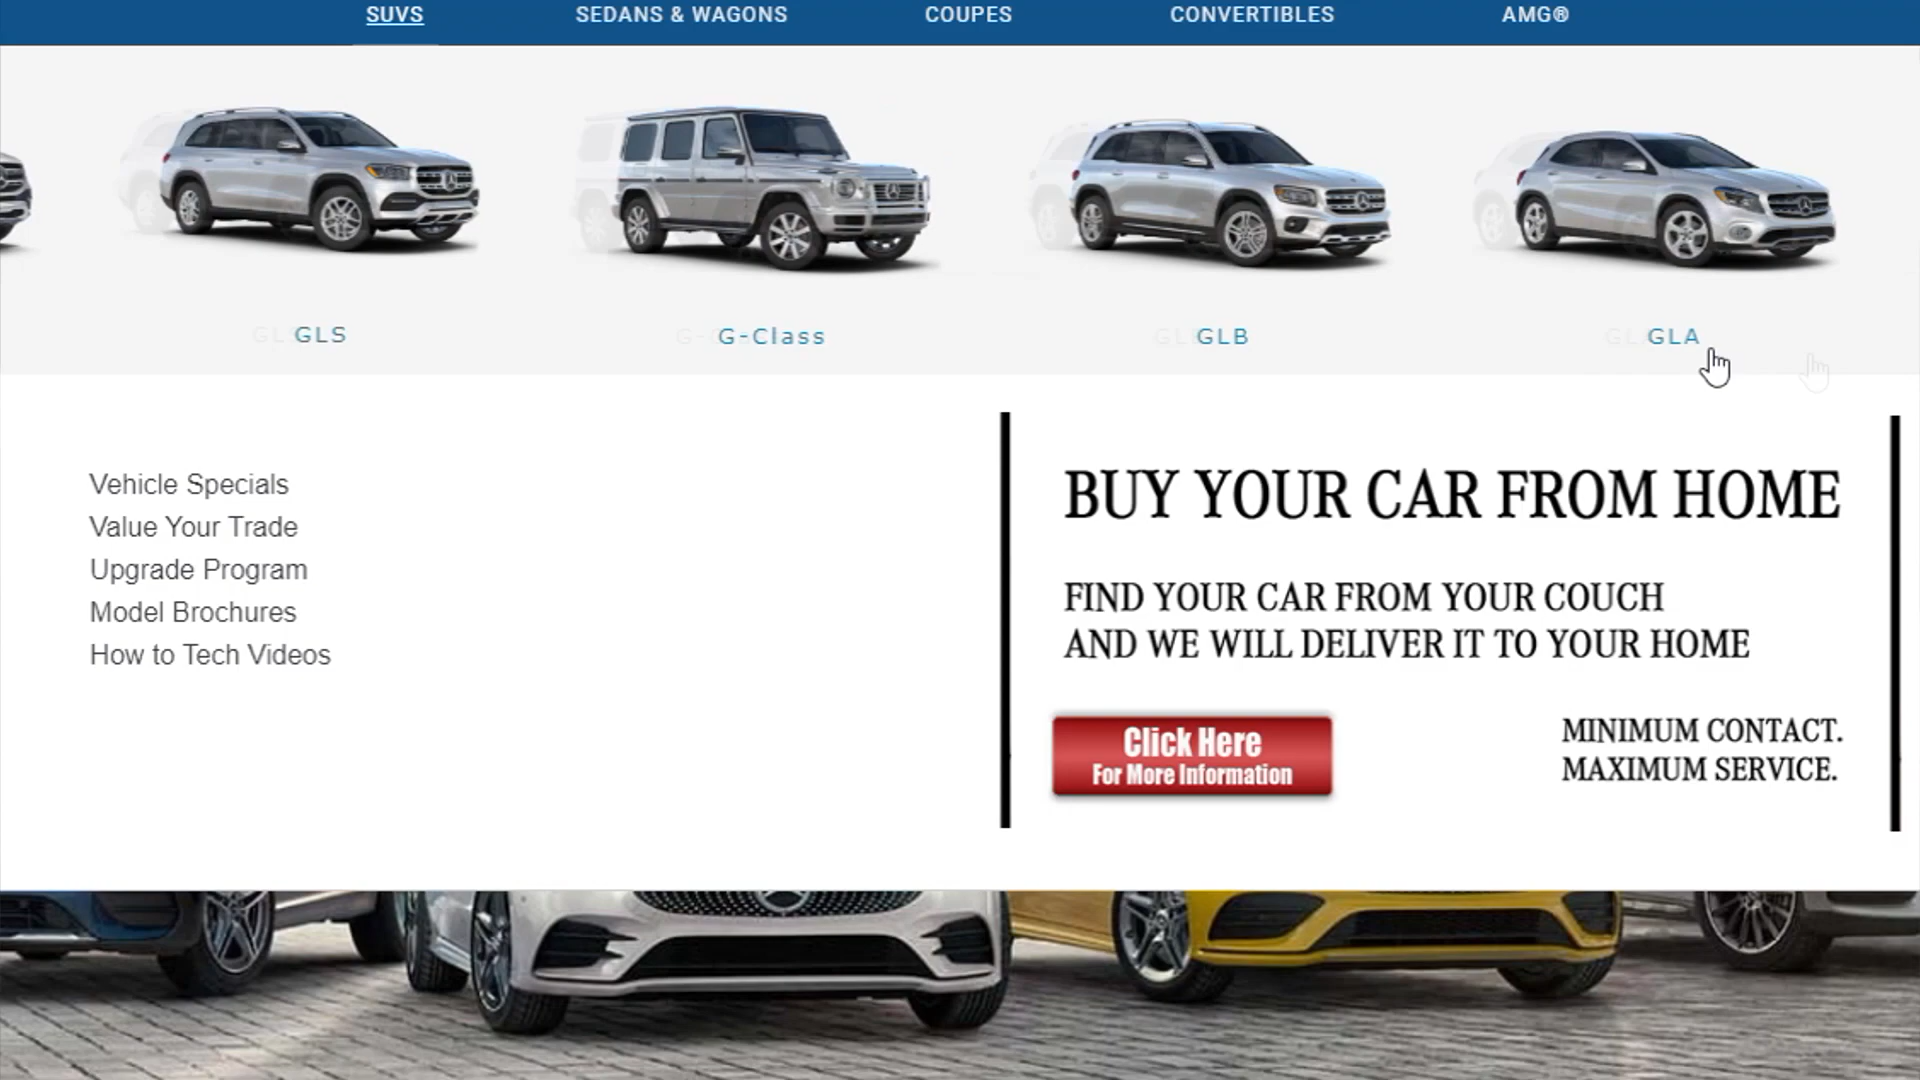 SUVS
SEDANS & WAGONS
COUPES
CONVERTIBLES
AMG®
GLS
G-Class
GLB
GLA
Vehicle Specials
Value Your Trade
Upgrade Program
Model Brochures
How to Tech Videos
BUY YOUR CAR FROM HOME
FIND YOUR CAR FROM YOUR COUCH
AND WE WILL DELIVER IT TO YOUR HOME
Click Here
For More Information
MINIMUM CONTACT.
MAXIMUM SERVICE.